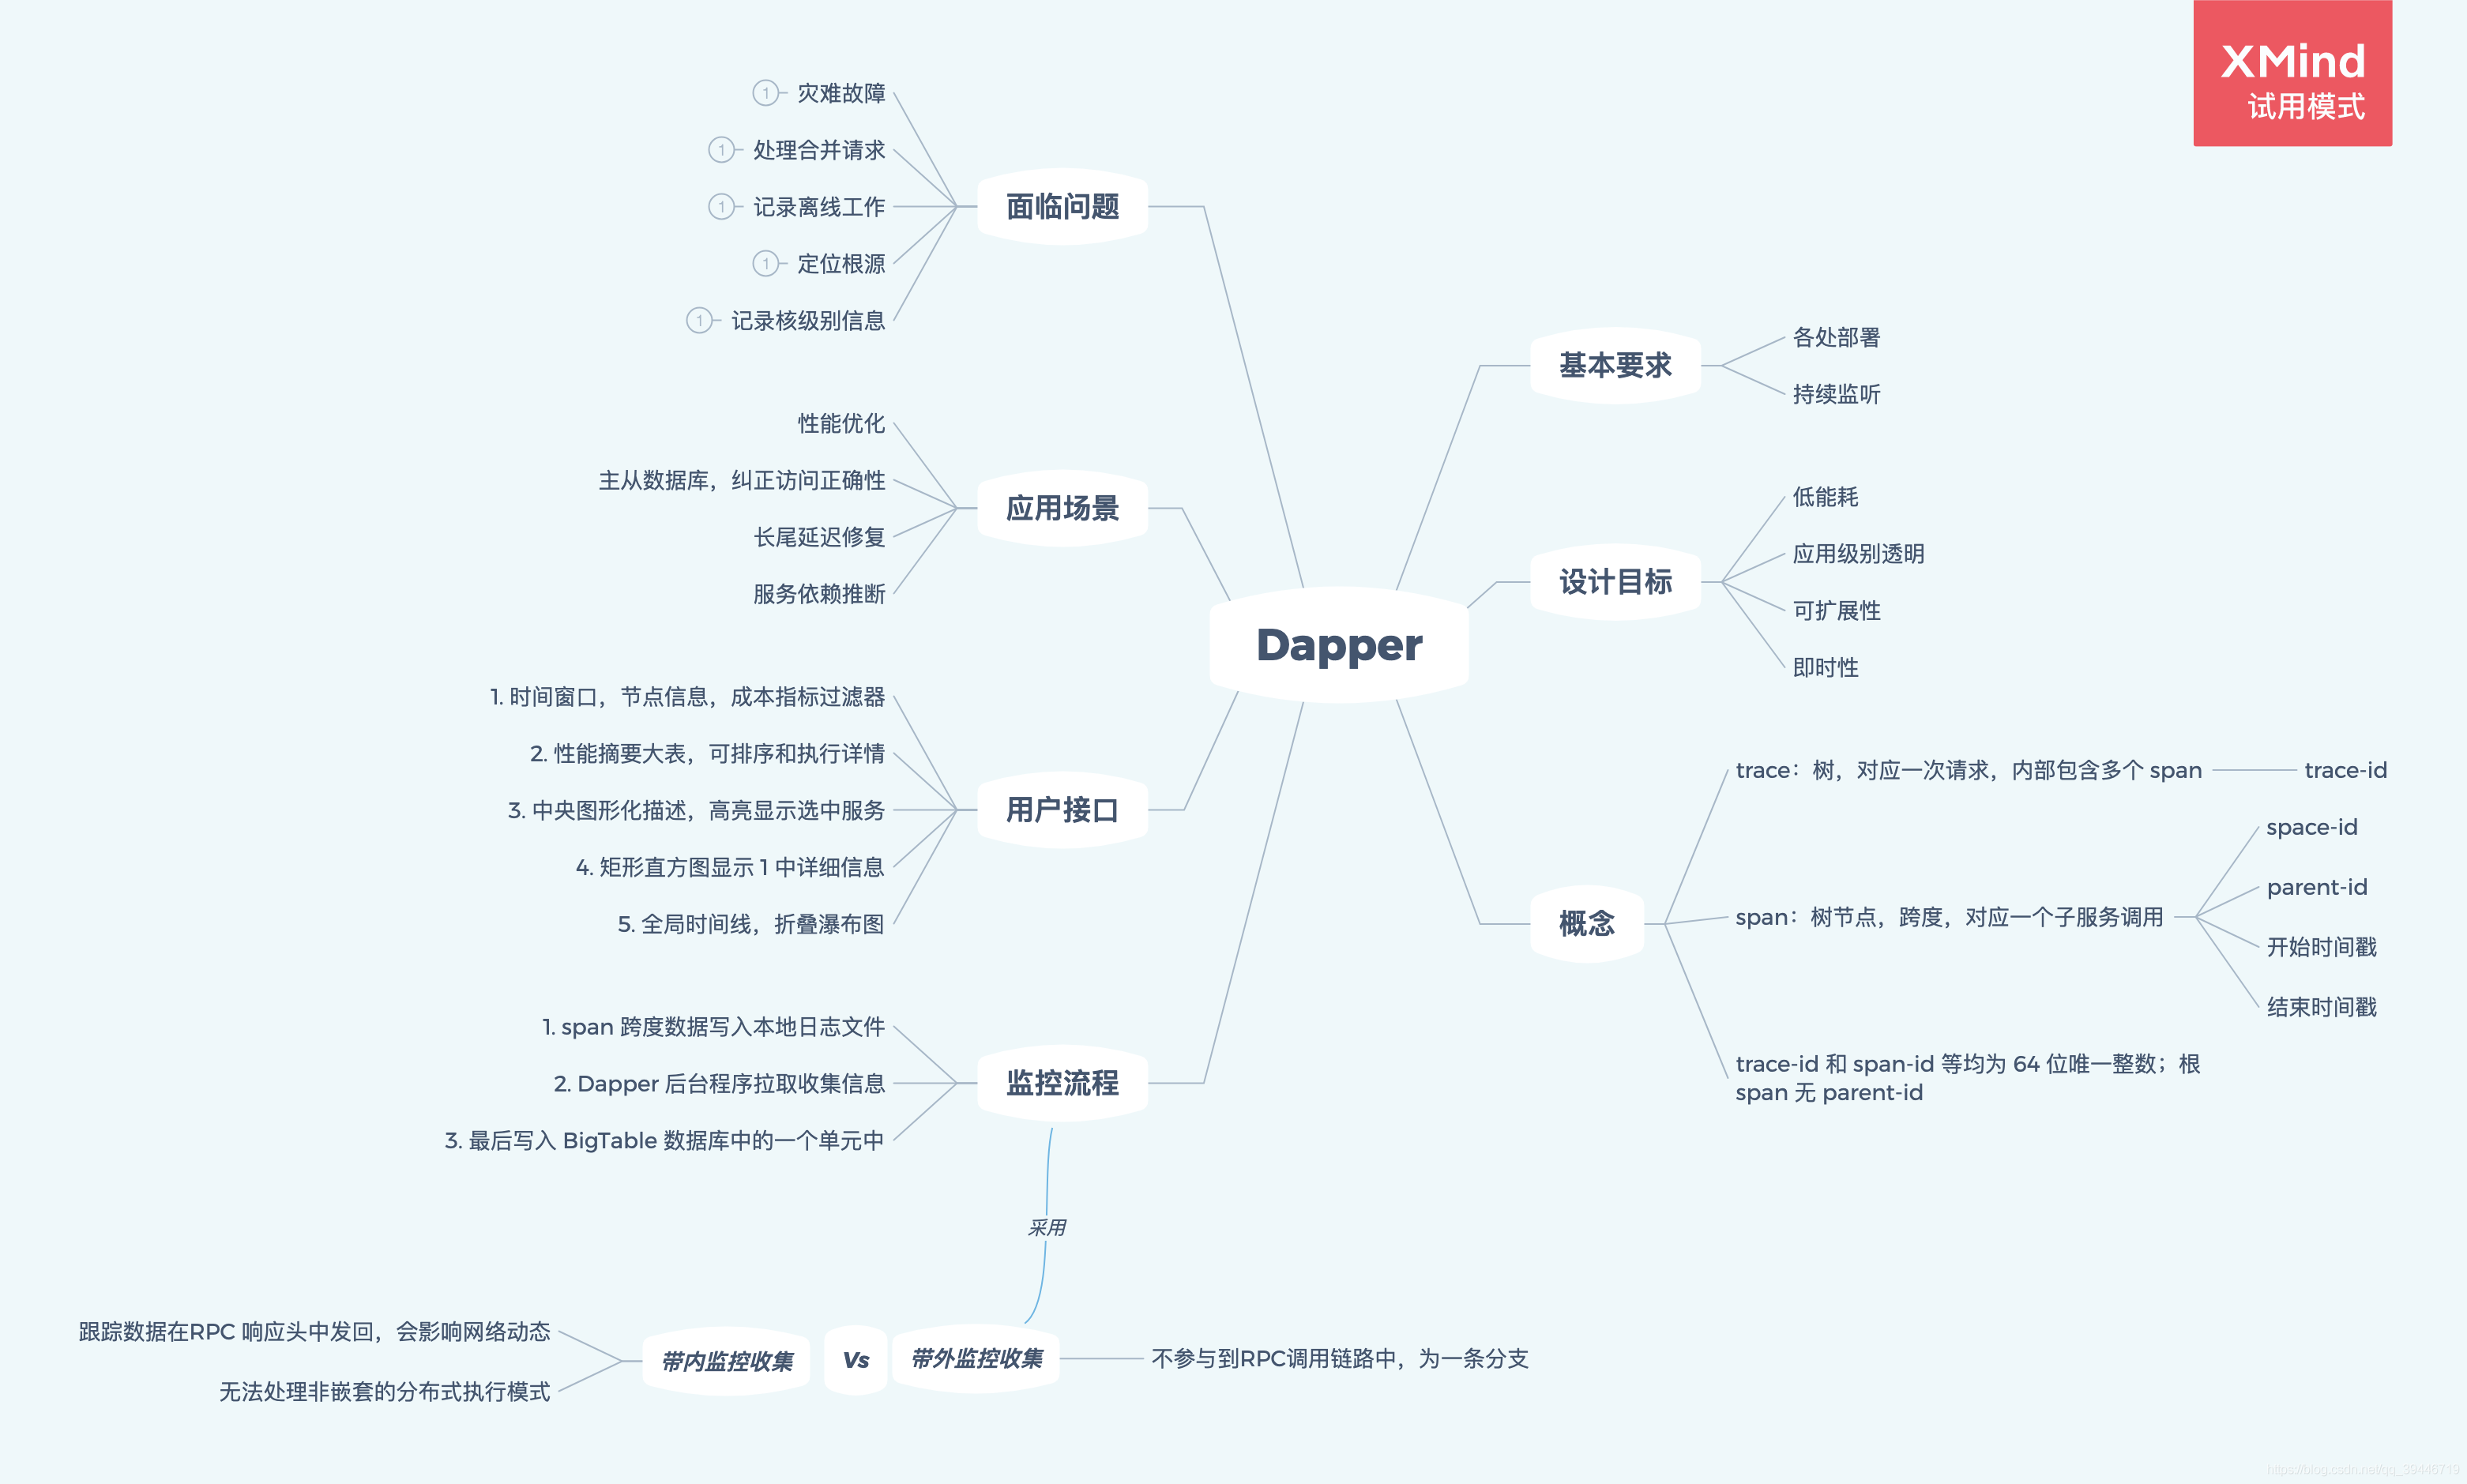 XMind
试用模式
Dapper
面临问题
1 灾难故障
1 处理合并请求
1 记录离线工作
1 定位根源
1 记录核级别信息
应用场景
性能优化
主从数据库，纠正访问正确性
长尾延迟修复
服务依赖推断
用户接口
1. 时间窗口，节点信息，成本指标过滤器
2. 性能摘要大表，可排序和执行详情
3. 中央图形化描述，高亮显示选中服务
4. 矩形直方图显示 1 中详细信息
5. 全局时间线，折叠瀑布图
监控流程
1. span 跨度数据写入本地日志文件
2. Dapper 后台程序拉取收集信息
3. 最后写入 BigTable 数据库中的一个单元中
基本要求
各处部署
持续监听
设计目标
低能耗
应用级别透明
可扩展性
即时性
概念
trace：树，对应一次请求，内部包含多个 span
trace-id
span：树节点，跨度，对应一个子服务调用
space-id
parent-id
开始时间戳
结束时间戳
trace-id 和 span-id 等均为 64 位唯一整数；根
span 无 parent-id
采用
带内监控收集
跟踪数据在RPC 响应头中发回，会影响网络动态
无法处理非嵌套的分布式执行模式
Vs
带外监控收集
不参与到RPC调用链路中，为一条分支
https://blog.csdn.net/qq_39446719